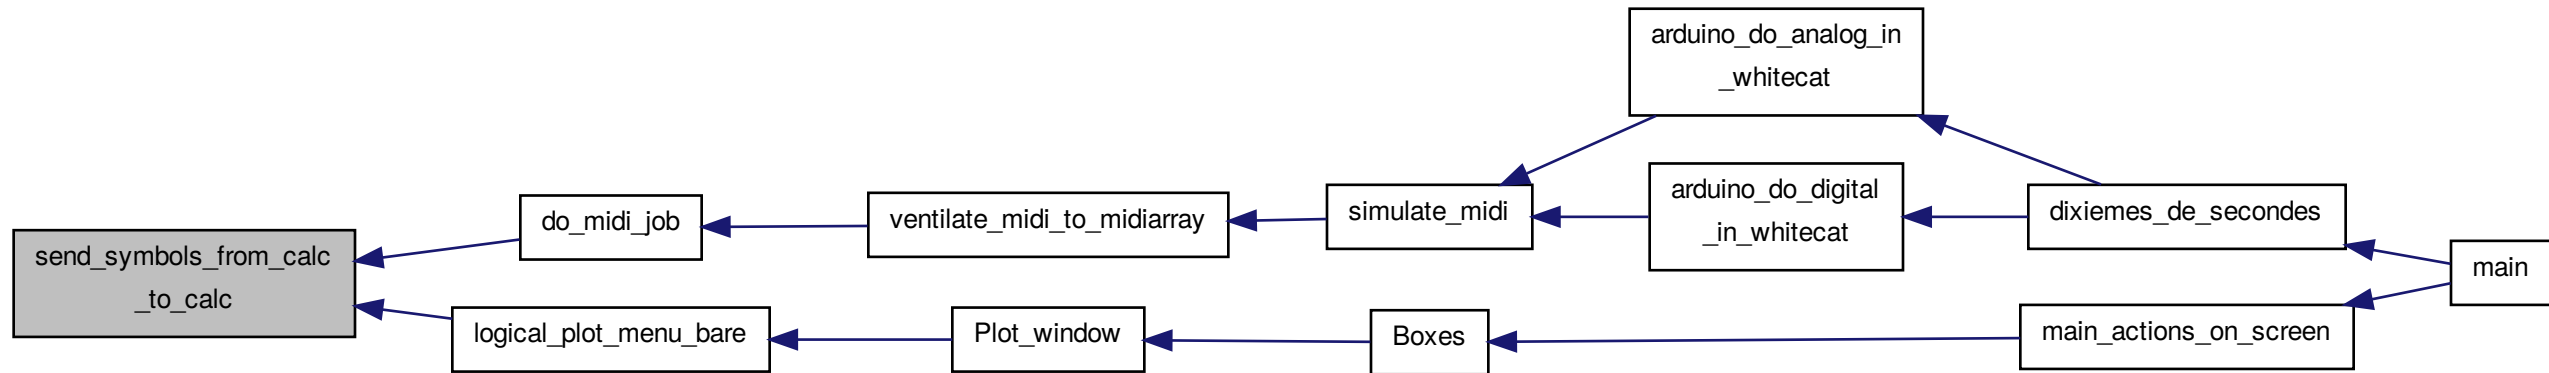 send_symbols_from_calc
_to_calc
do_midi_job
logical_plot_menu_bare
ventilate_midi_to_midiarray
Plot_window
simulate_midi
Boxes
arduino_do_analog_in
_whitecat
arduino_do_digital
_in_whitecat
dixiemes_de_secondes
main_actions_on_screen
main